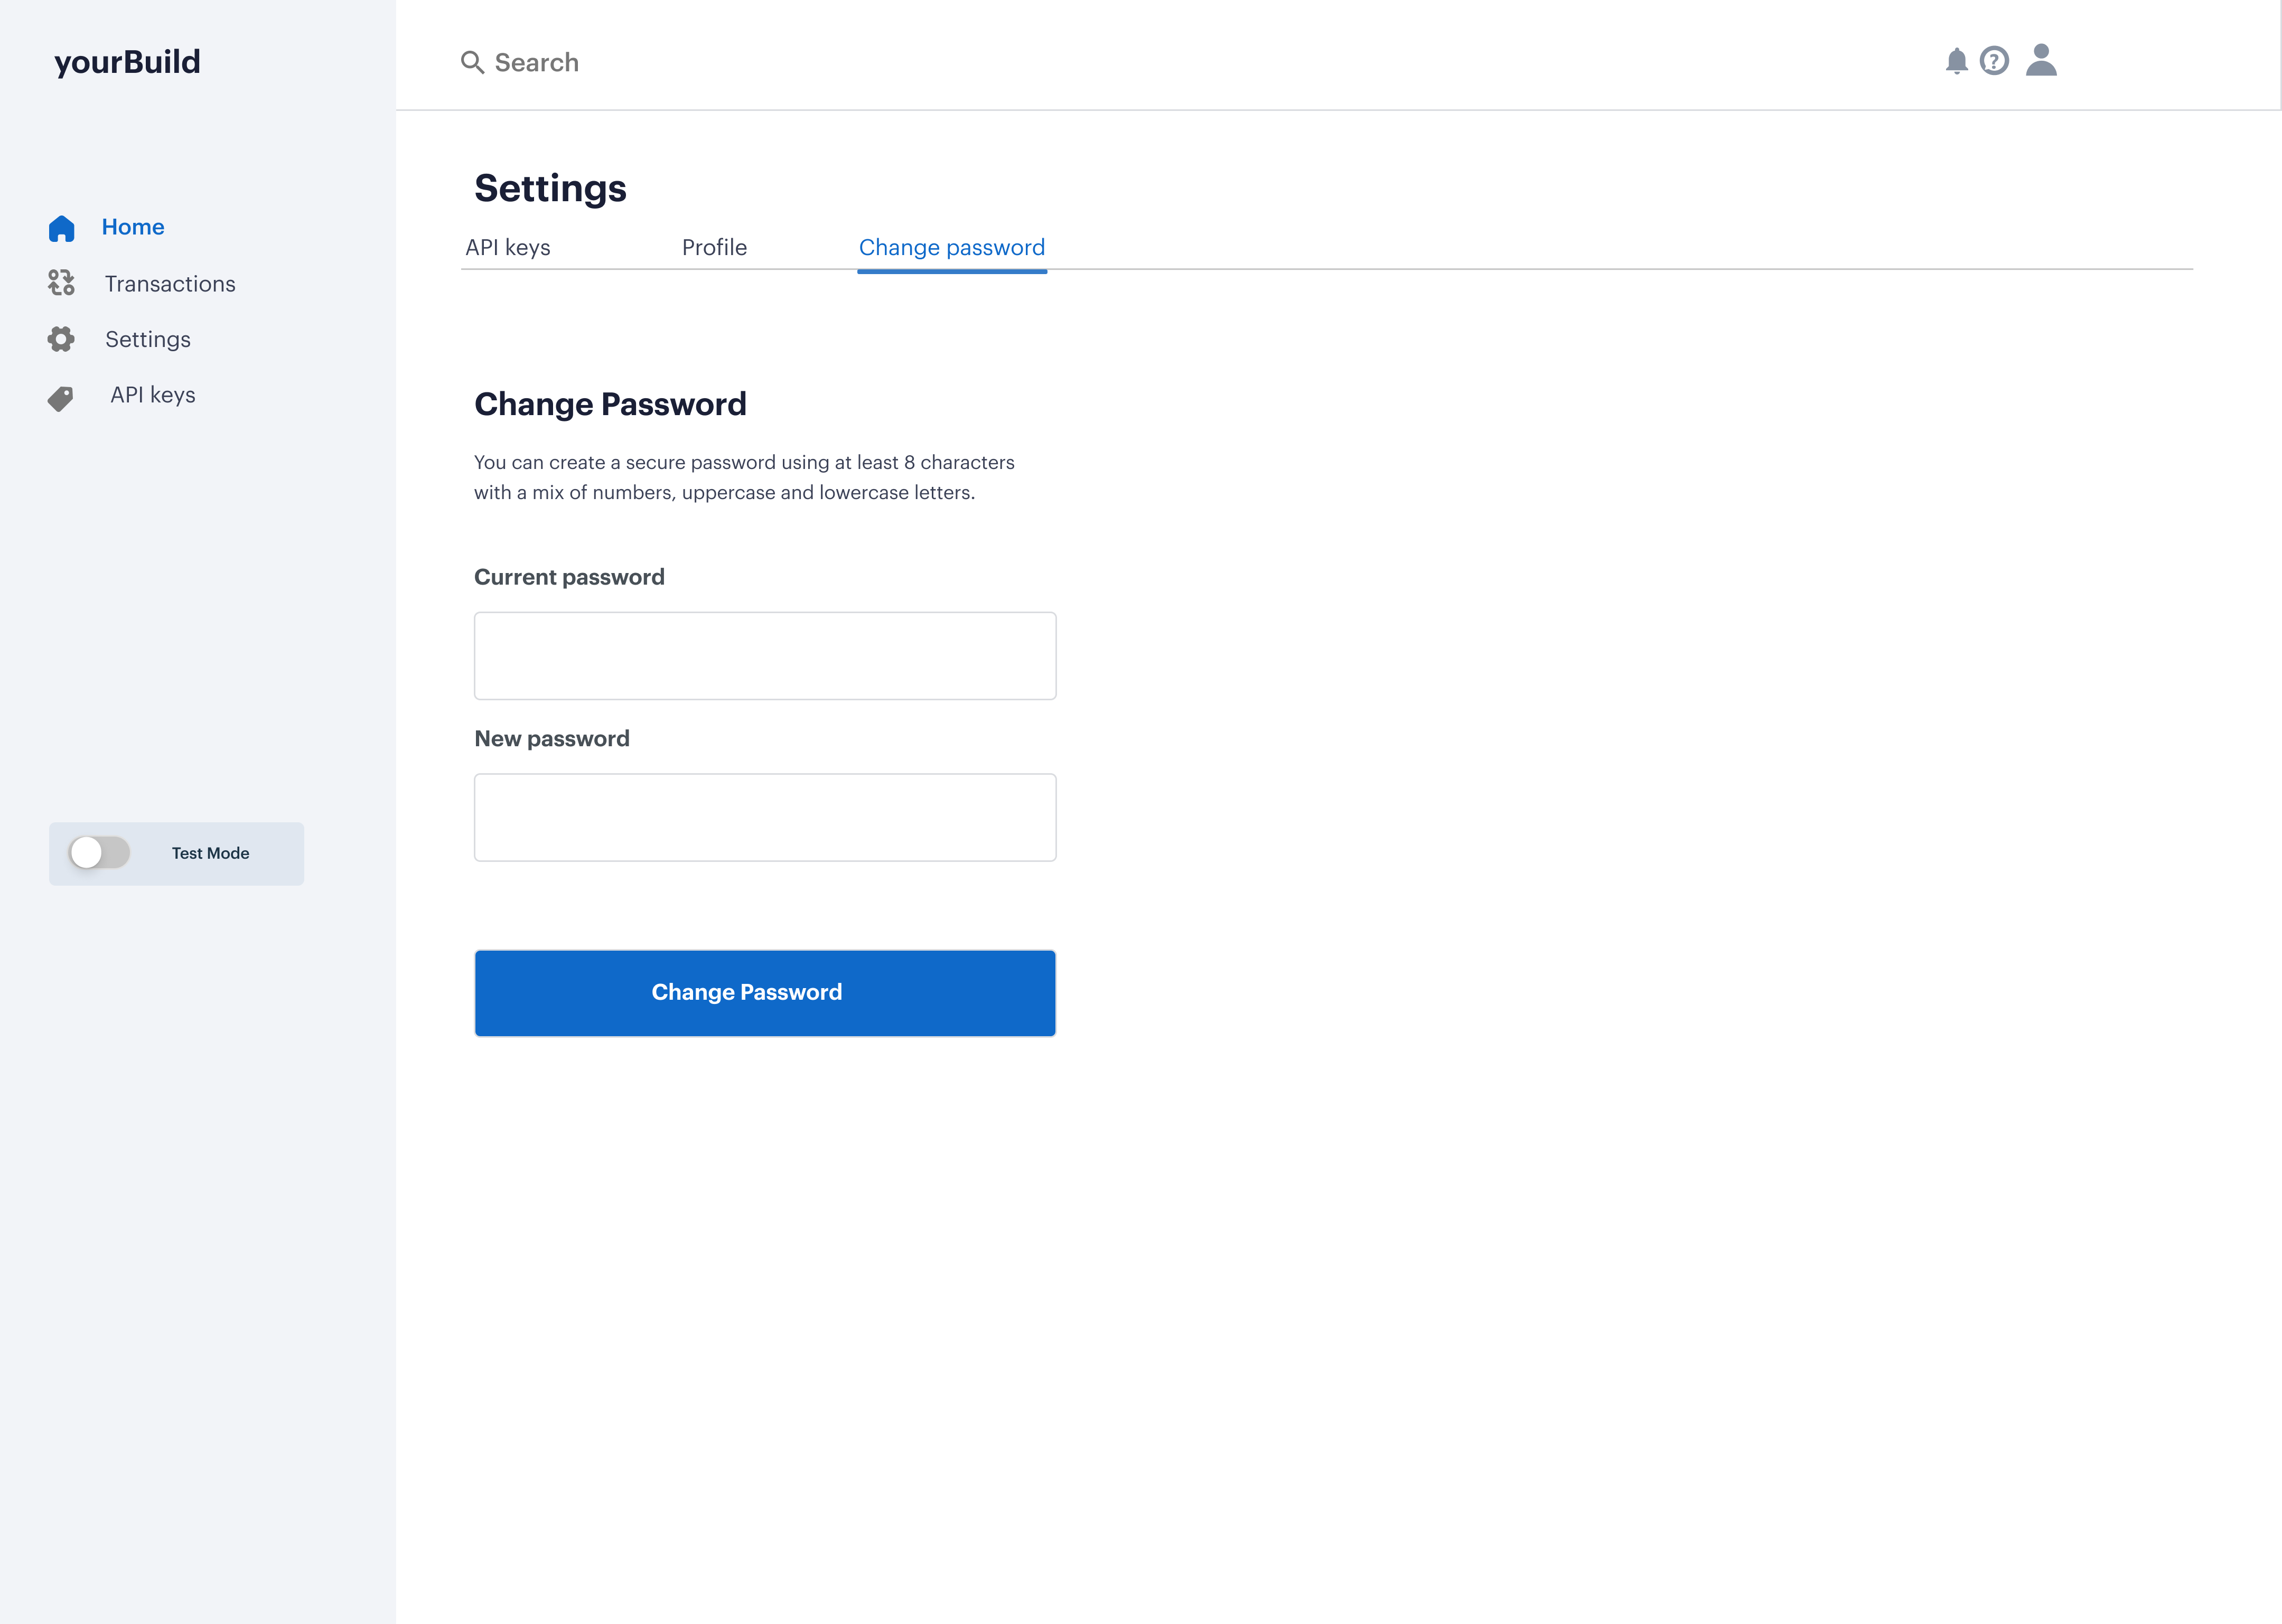 yourBuild
Search
Home
Transactions
Settings
API keys
Test Mode
Settings
API keys
Profile
Change password
Change Password
You can create a secure password using at least 8 characters
with a mix of numbers, uppercase and lowercase letters.
Current password
New password
Change Password